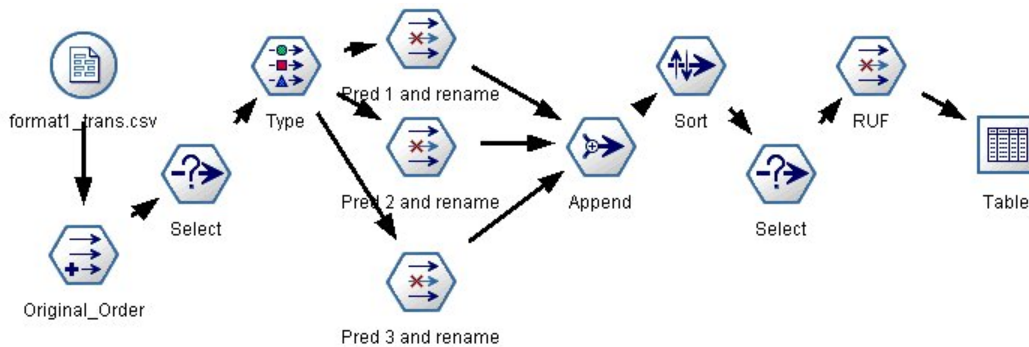 format1_trans.csv
Original_Order
Select
Type
Pred 1 and rename
Pred 2 and rename
Pred 3 and rename
Append
Sort
Select
RUF
Table